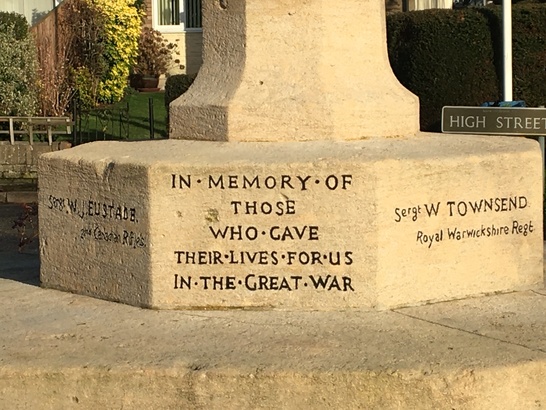 HIGH STREET
Sergt W.J. EUSTACE.
2nd Canadian Rifles.
IN·MEMORY·OF
THOSE
WHO·GAVE
THEIR·LIVES·FOR·US
IN·THE·GREAT·WAR
Sergt W TOWNSEND
Royal Warwickshire Regt